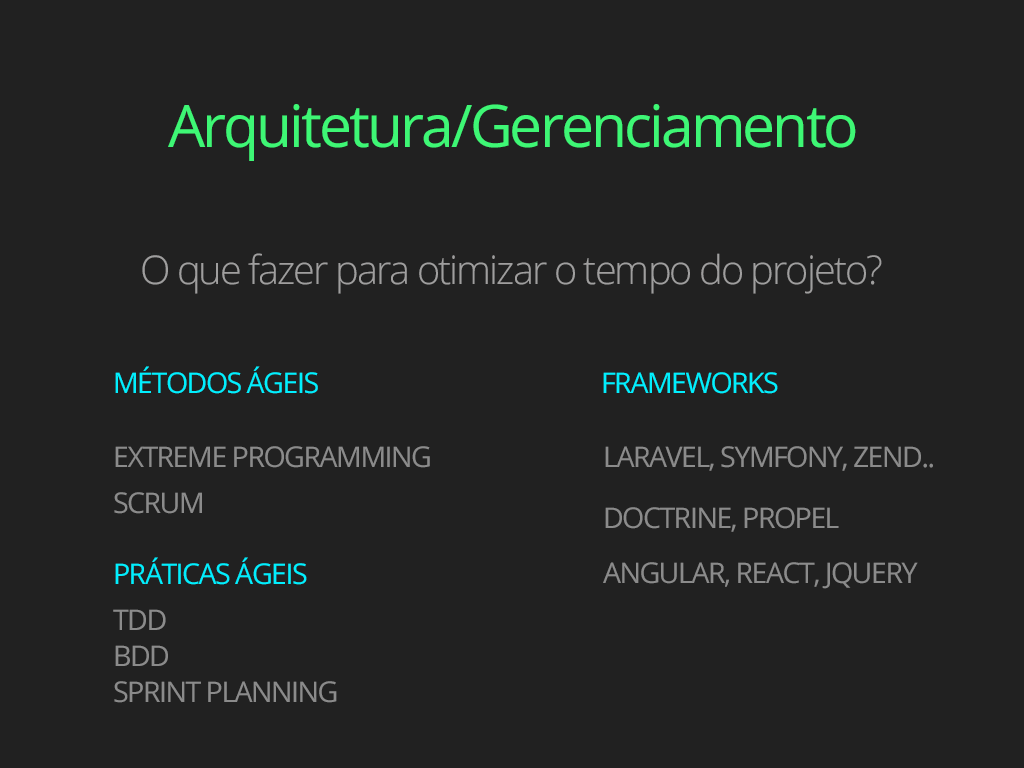 Arquitetura/Gerenciamento
O que fazer para otimizar o tempo do projeto?
MÉTODOS ÁGEIS
EXTREME PROGRAMMING
SCRUM
PRÁTICAS ÁGEIS
TDD
BDD
SPRINT PLANNING
FRAMEWORKS
LARAVEL, SYMFONY, ZEND..
DOCTRINE, PROPEL
ANGULAR, REACT, JQUERY